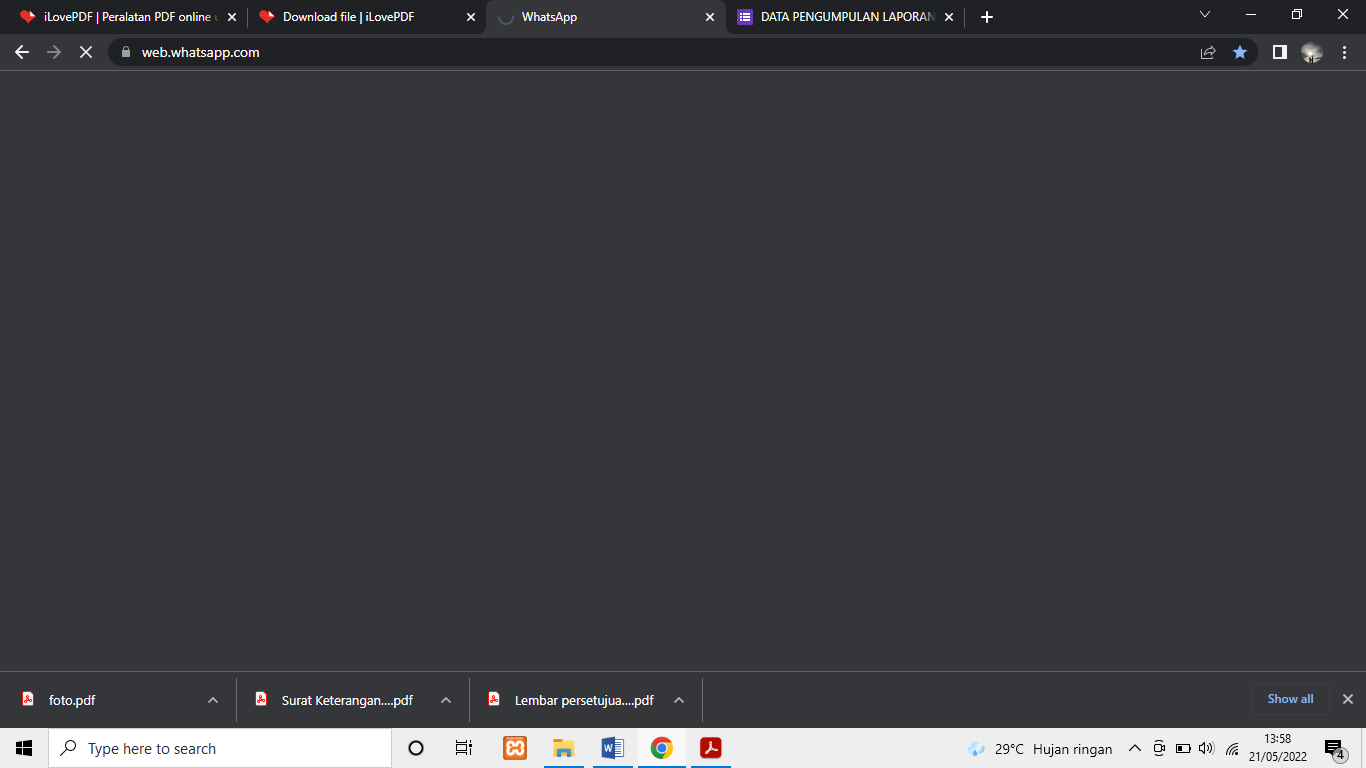 iLovePDF | Peralatan PDF online
Download file | iLovePDF
WhatsApp
DATA PENGUMPULAN LAPORAN
web.whatsapp.com
foto.pdf
Surat Keterangan....pdf
Lembar persetujua....pdf
Show all
Type here to search
29°C Hujan ringan
13:58
21/05/2022
4